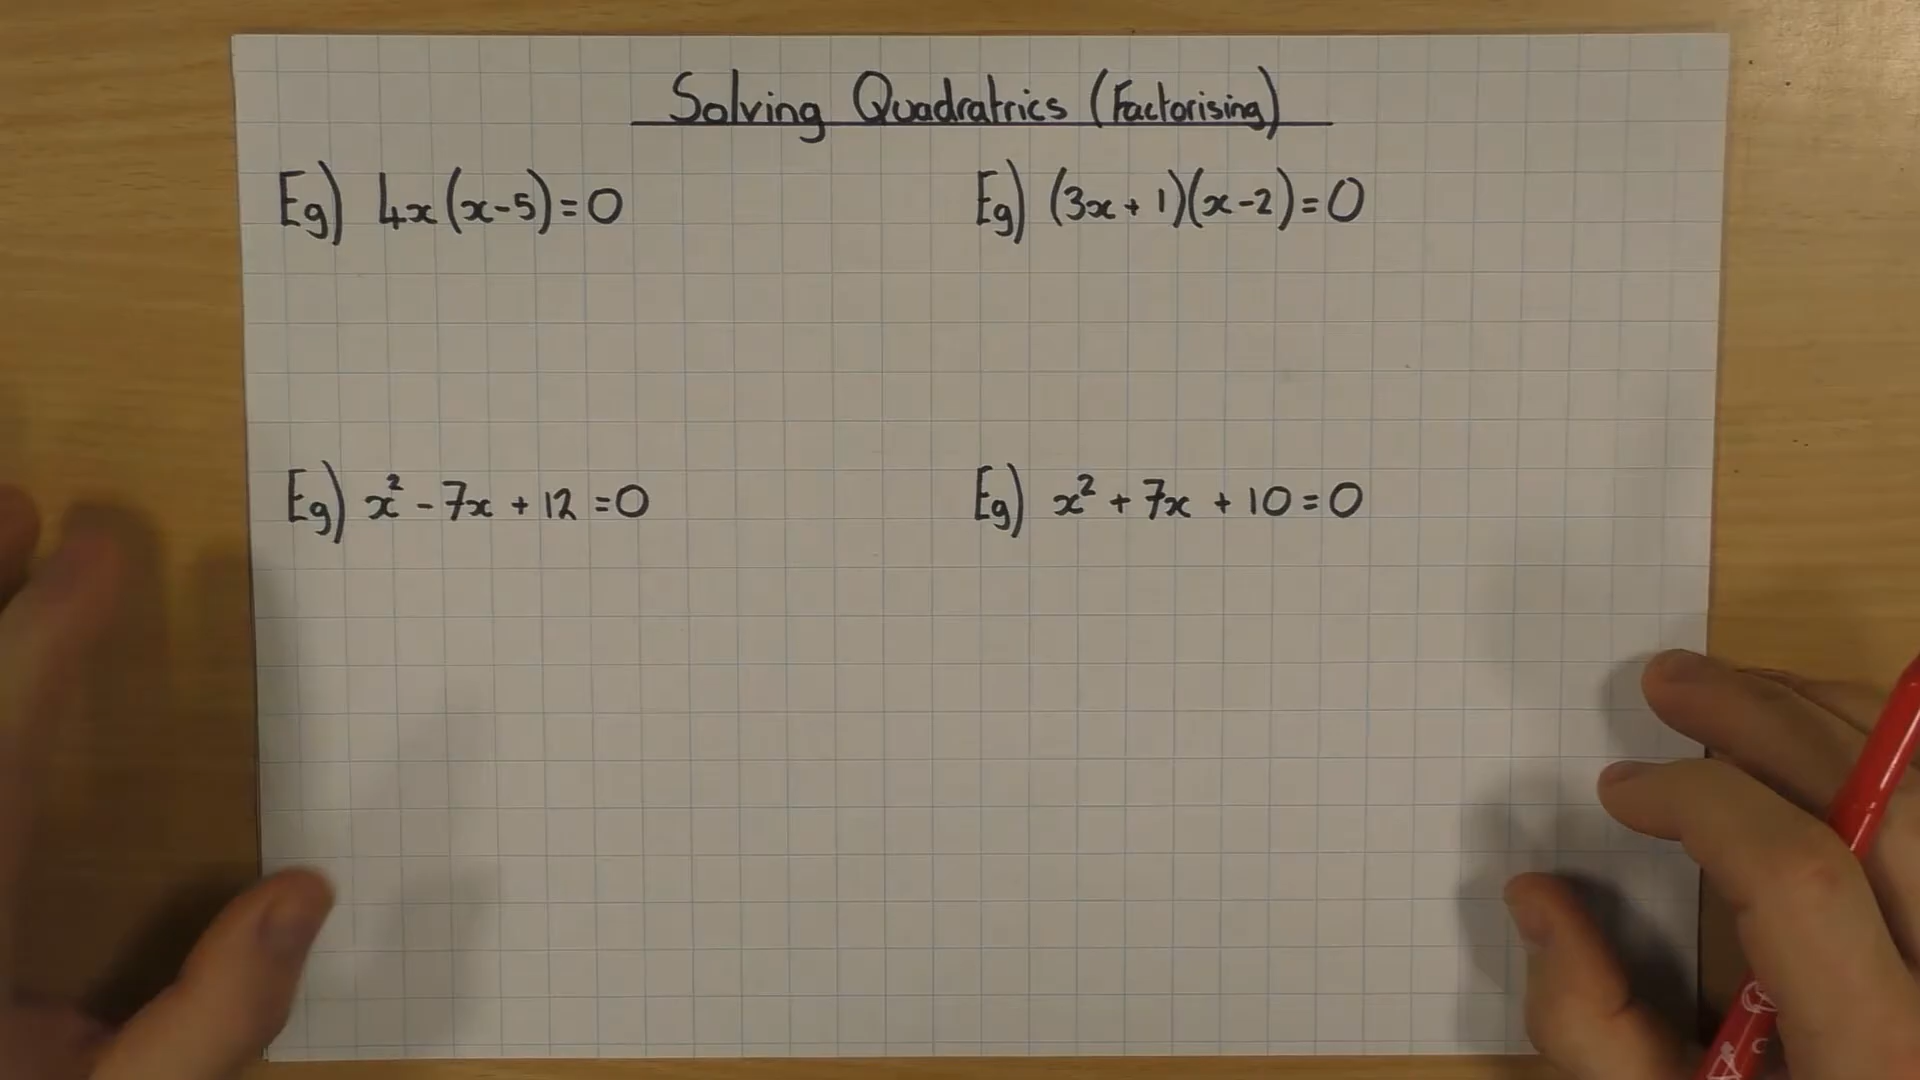 Solving Quadratrics (Factorising)
Eg) 4x(x-5)=0
Eg) (3x+1)(x-2)=0
Eg) x² - 7x + 12 = 0
Eg) x² + 7x + 10 = 0